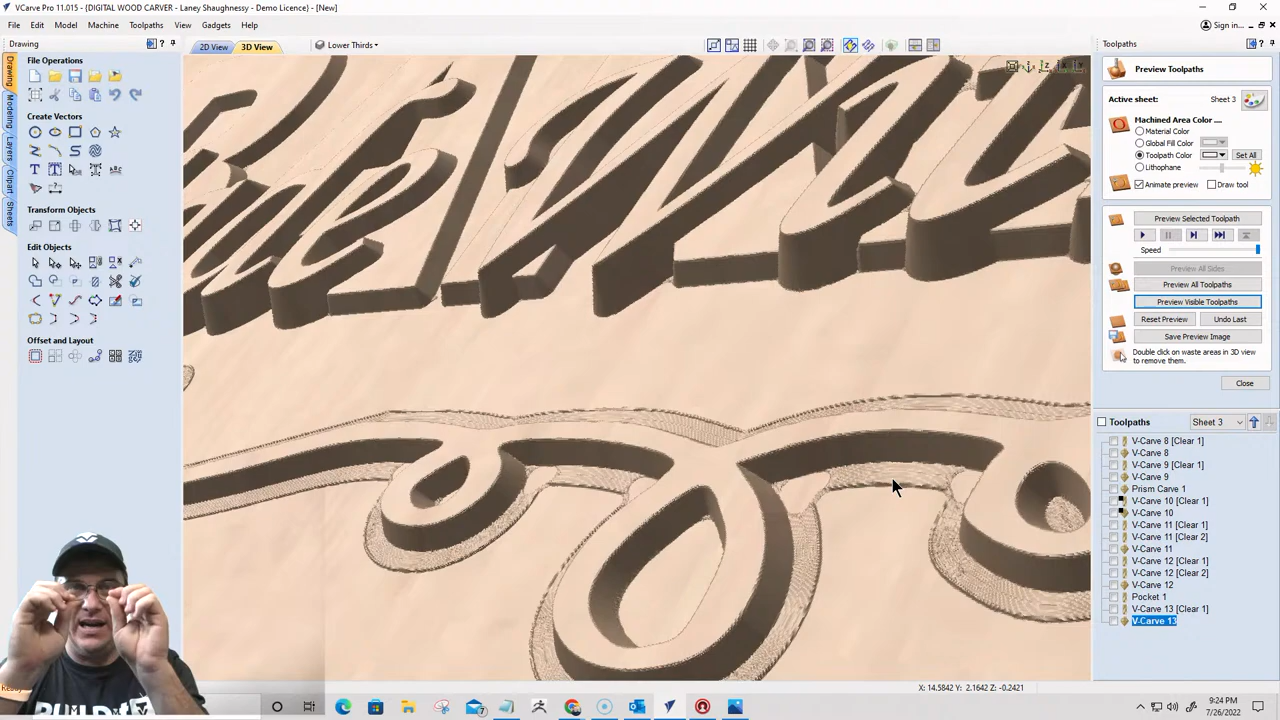 VCarve Pro 11.015 - {DIGITAL WOOD CARVER - Laney Shaughnessy - Demo Licence} - [New]
File Edit Model Machine Toolpaths View Gadgets Help
Sign in...
Drawing
2D View 3D View Lower Thirds
Toolpaths
Drawing
Modeling
Layers
Clipart
Sheets
File Operations
Create Vectors
Transform Objects
Edit Objects
Offset and Layout
Preview Toolpaths
Active sheet: Sheet 3
Machined Area Color ....
Material Color
Global Fill Color
Toolpath Color Set All
Lithophane
Animate preview Draw tool
Preview Selected Toolpath
Speed
Preview All Sides
Preview All Toolpaths
Preview Visible Toolpaths
Reset Preview Undo Last
Save Preview Image
Double click on waste areas in 3D view
to remove them.
Close
Toolpaths Sheet 3
V-Carve 8 [Clear 1]
V-Carve 8
V-Carve 9 [Clear 1]
V-Carve 9
Prism Carve 1
V-Carve 10 [Clear 1]
V-Carve 10
V-Carve 11 [Clear 1]
V-Carve 11 [Clear 2]
V-Carve 11
V-Carve 12 [Clear 1]
V-Carve 12 [Clear 2]
V-Carve 12
Pocket 1
V-Carve 13 [Clear 1]
V-Carve 13
X: 14.5842 Y: 2.1642 Z: -0.2421
9:24 PM
7/26/2022